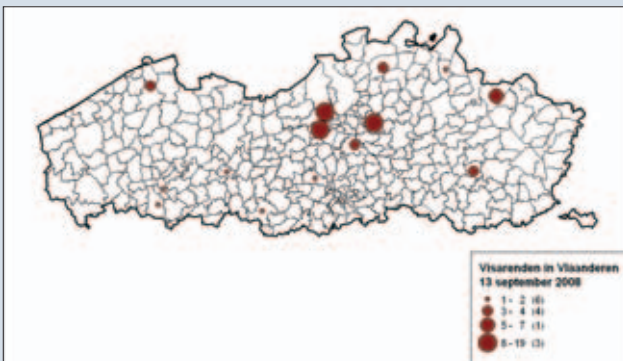 Visarenden in Vlaanderen
13 september 2008
1 - 2 (6)
3 - 4 (4)
5 - 7 (1)
8 - 19 (3)